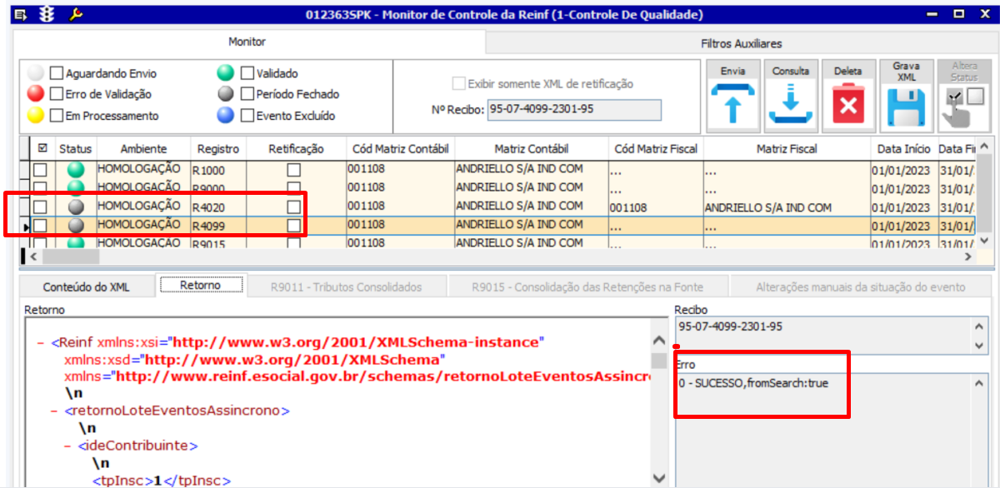 012363SPK - Monitor de Controle da Reinf (1-Controle De Qualidade)
Monitor
Filtros Auxiliares
Aguardando Envio
Validado
Erro de Validação
Período Fechado
Em Processamento
Evento Excluído
Exibir somente XML de retificação
Nº Recibo: 95-07-4099-2301-95
Envia
Consulta
Deleta
Grava XML
Altera Status
Status Ambiente Registro Retificação Cód Matriz Contábil Matriz Contábil Cód Matriz Fiscal Matriz Fiscal Data Início Data Fi
HOMOLOGAÇÃO R1000 001108 ANDRIELLO S/A IND COM ... ... 01/01/2023 31/01/
HOMOLOGAÇÃO R9000 001108 ANDRIELLO S/A IND COM ... ... 01/01/2023 31/01/
HOMOLOGAÇÃO R4020 001108 ANDRIELLO S/A IND COM 001108 ANDRIELLO S/A IND COM 01/01/2023 31/01/
HOMOLOGAÇÃO R4099 001108 ANDRIELLO S/A IND COM ... ... 01/01/2023 31/01/
HOMOLOGAÇÃO R9015 001108 ANDRIELLO S/A IND COM ... ... 01/01/2023 31/01/
Conteúdo do XML
Retorno
R9011 - Tributos Consolidados
R9015 - Consolidação das Retenções na Fonte
Alterações manuais da situação do evento
Retorno
- <Reinf xmlns:xsi="http://www.w3.org/2001/XMLSchema-instance"
xmlns:xsd="http://www.w3.org/2001/XMLSchema"
xmlns="http://www.reinf.esocial.gov.br/schemas/retornoLoteEventosAssincr
\n
- <retornoLoteEventosAssincrono>
\n
- <ideContribuinte>
\n
<tpInsc>1</tpInsc>
Recibo
95-07-4099-2301-95
Erro
0 - SUCESSO,fromSearch:true